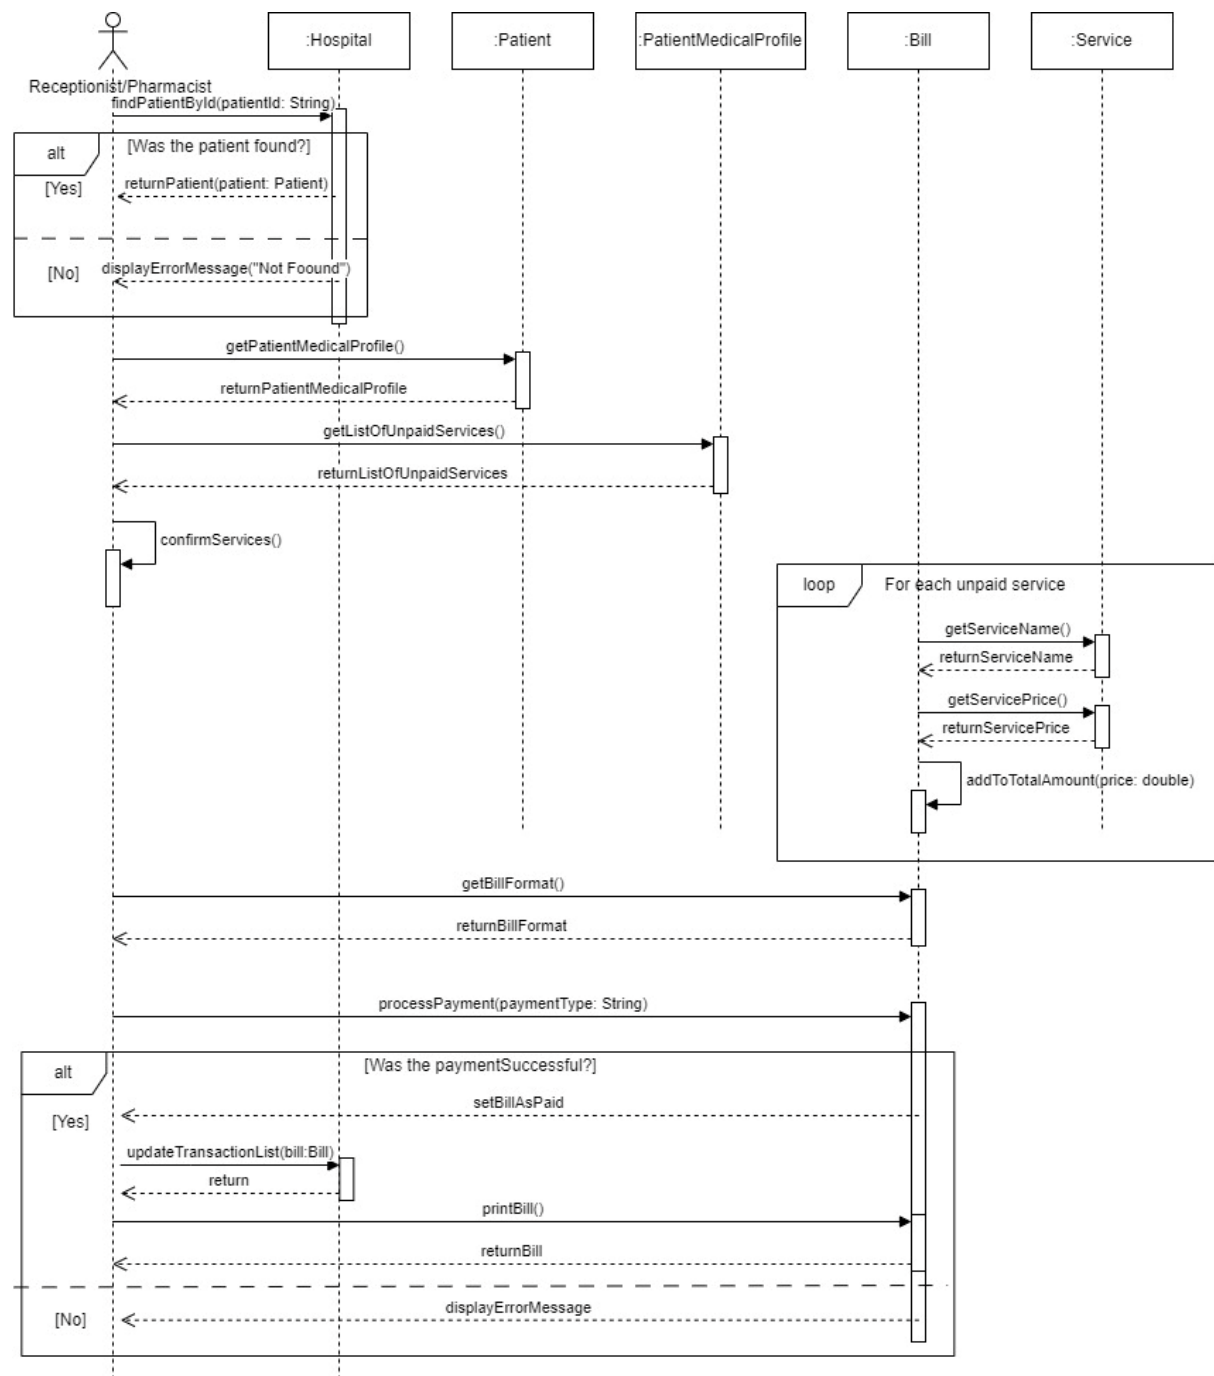 :Hospital
:Patient
:PatientMedicalProfile
:Bill
:Service
Receptionist/Pharmacist
findPatientById(patientId: String)
alt
[Was the patient found?]
[Yes]
returnPatient(patient: Patient)
[No]
displayErrorMessage("Not Foound")
getPatientMedicalProfile()
returnPatientMedicalProfile
getListOfUnpaidServices()
returnListOfUnpaidServices
confirmServices()
loop
For each unpaid service
getServiceName()
returnServiceName
getServicePrice()
returnServicePrice
addToTotalAmount(price: double)
getBillFormat()
returnBillFormat
processPayment(paymentType: String)
alt
[Was the paymentSuccessful?]
[Yes]
setBillAsPaid
updateTransactionList(bill:Bill)
return
printBill()
returnBill
[No]
displayErrorMessage